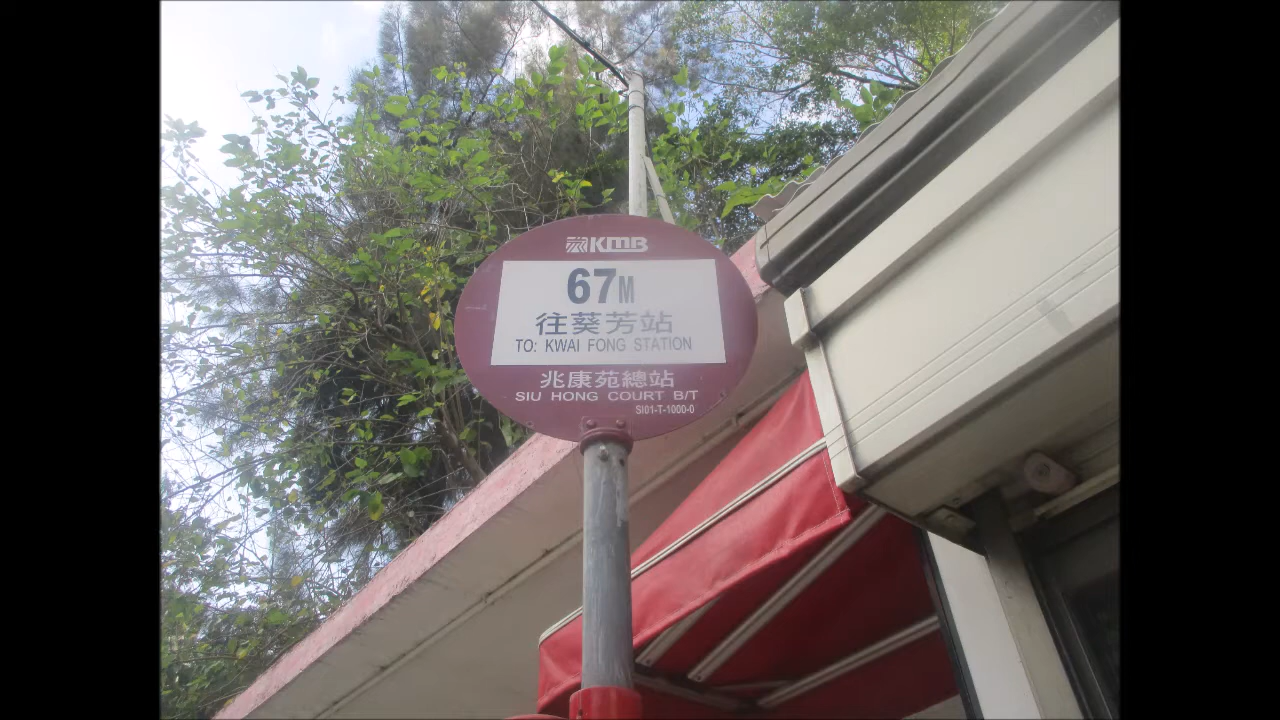 KMB
67M
往葵芳站
TO: KWAI FONG STATION
兆康苑總站
SIU HONG COURT B/T
SI01-T-1000-0